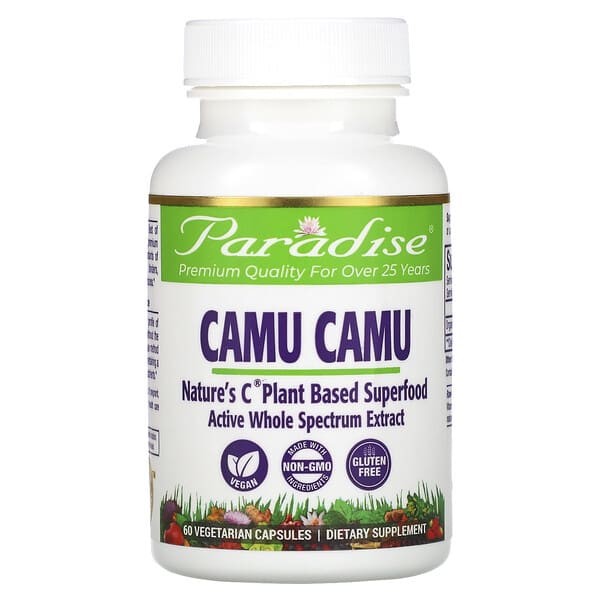 Paradise®
Premium Quality For Over 25 Years
CAMU CAMU
Nature's C® Plant Based Superfood
Active Whole Spectrum Extract
VEGAN
MADE WITH
NON-GMO
INGREDIENTS
GLUTEN
FREE
60 VEGETARIAN CAPSULES | DIETARY SUPPLEMENT